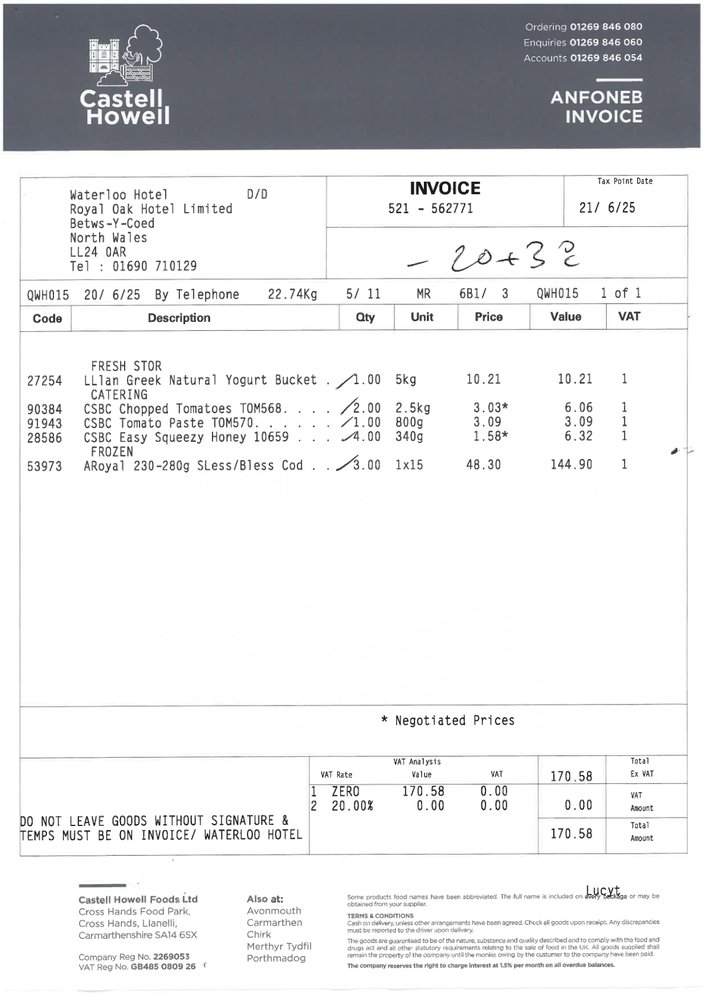 Ordering 01269 846 080
Enquiries 01269 846 060
Accounts 01269 846 054
Castell
Howell
ANFONEB
INVOICE
Waterloo Hotel D/D
Royal Oak Hotel Limited
Betws-Y-Coed
North Wales
LL24 0AR
Tel : 01690 710129
INVOICE
521 - 562771
Tax Point Date
21/ 6/25
QWH015 20/ 6/25 By Telephone 22.74Kg 5/ 11 MR 6B1/ 3 QWH015 1 of 1
Code Description Qty Unit Price Value VAT
FRESH STOR
27254 LLlan Greek Natural Yogurt Bucket . 1.00 5kg 10.21 10.21 1
CATERING
90384 CSBC Chopped Tomatoes TOM568. . . . 2.00 2.5kg 3.03* 6.06 1
91943 CSBC Tomato Paste TOM570. . . . . . 1.00 800g 3.09 3.09 1
28586 CSBC Easy Squeezy Honey 10659 . . . 4.00 340g 1.58* 6.32 1
FROZEN
53973 ARoyal 230-280g SLess/Bless Cod . . 3.00 1x15 48.30 144.90 1
* Negotiated Prices
VAT Analysis
VAT Rate Value VAT
1 ZERO 170.58 0.00
2 20.00% 0.00 0.00
170.58 Total Ex VAT
0.00 VAT Amount
170.58 Total Amount
DO NOT LEAVE GOODS WITHOUT SIGNATURE &
TEMPS MUST BE ON INVOICE/ WATERLOO HOTEL
Castell Howell Foods Ltd
Cross Hands Food Park,
Cross Hands, Llanelli,
Carmarthenshire SA14 6SX
Company Reg No. 2269053
VAT Reg No. GB485 0809 26
Also at:
Avonmouth
Carmarthen
Chirk
Merthyr Tydfil
Porthmadog
Lucyt
Some products food names have been abbreviated. The full name is included on every package or may be
obtained from your supplier.
TERMS & CONDITIONS
Cash on delivery, unless other arrangements have been agreed. Check all goods upon receipt. Any discrepancies
must be reported to the driver upon delivery.
The goods are guaranteed to be of the nature, substance and quality described and to comply with the food and
drugs act and all other statutory requirements relating to the sale of food in the UK. All goods supplied shall
remain the property of the company until the monies owing by the customer to the company have been paid.
The company reserves the right to charge interest at 1.5% per month on all overdue balances.